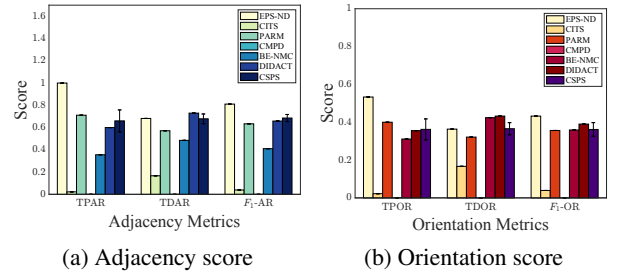 a
1.6
1.4
1.2
1
0.8
0.6
0.4
0.2
0
Score
EPS-ND
CITS
PARM
CMPD
BE-NMC
DIDACT
CSPS
TPAR TDAR F₁-AR
Adjacency Metrics
(a) Adjacency score
b
1
0.8
0.6
0.4
0.2
0
Score
EPS-ND
CITS
PARM
CMPD
BE-NMC
DIDACT
CSPS
TPOR TDOR F₁-OR
Orientation Metrics
(b) Orientation score